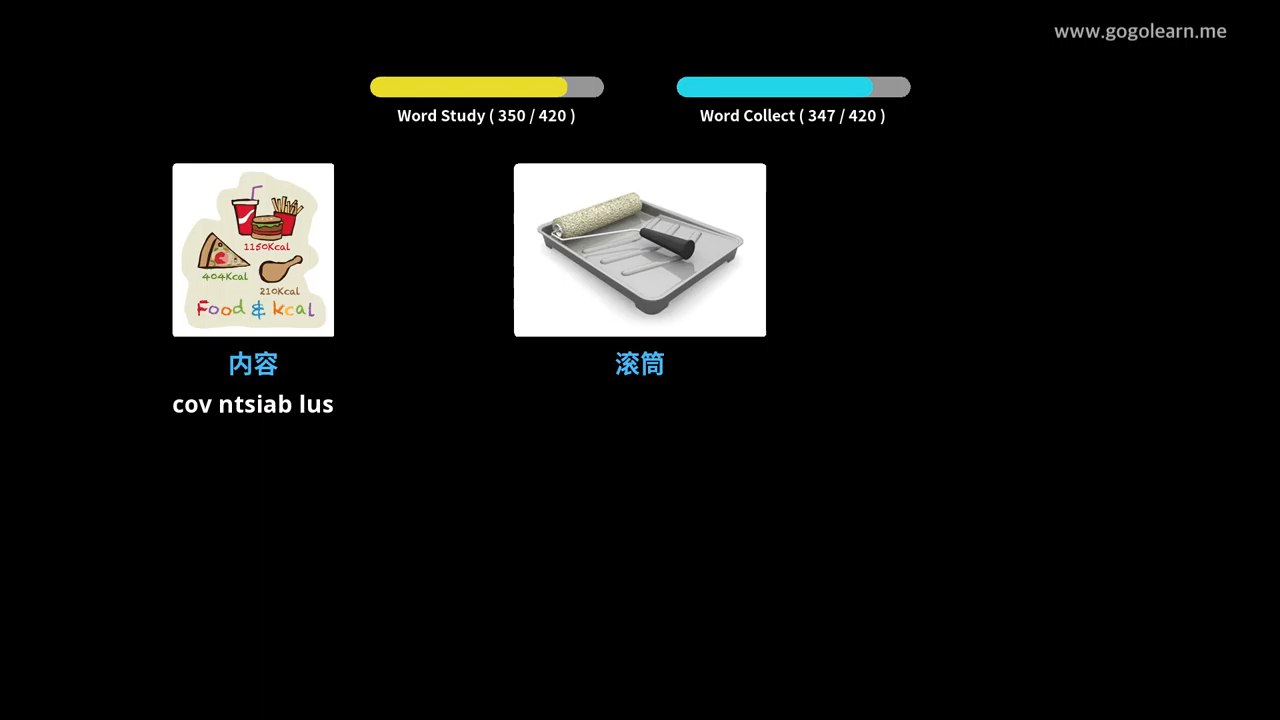 www.gogolearn.me
Word Study ( 350 / 420 )
Word Collect ( 347 / 420 )
1150Kcal
404Kcal
210Kcal
Food & kcal
内容
滚筒
cov ntsiab lus